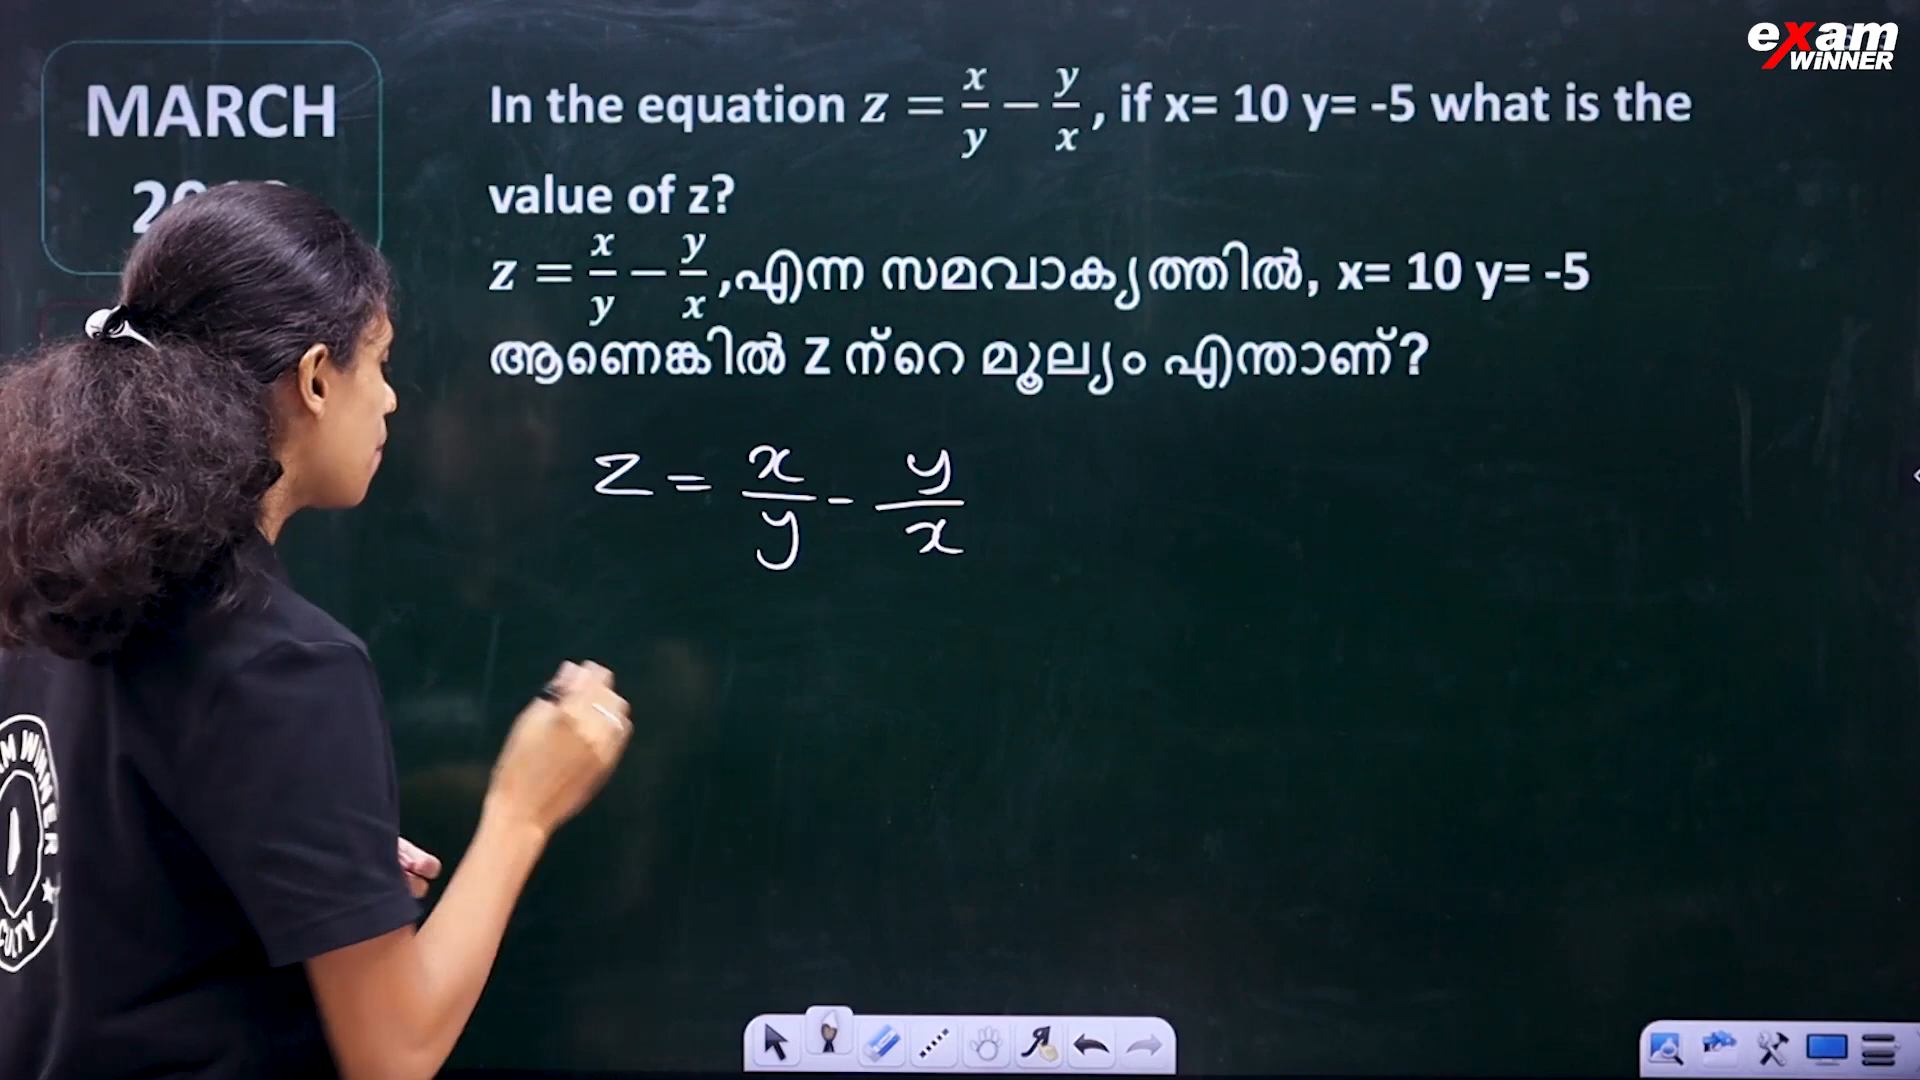 exam
WiNNER
MARCH
In the equation z = x/y − y/x, if x= 10 y= -5 what is the
value of z?
z = x/y − y/x ,എന്ന സമവാക്യത്തിൽ, x= 10 y= -5
ആണെങ്കിൽ Z ന്റെ മൂല്യം എന്താണ്?
z = x/y - y/x